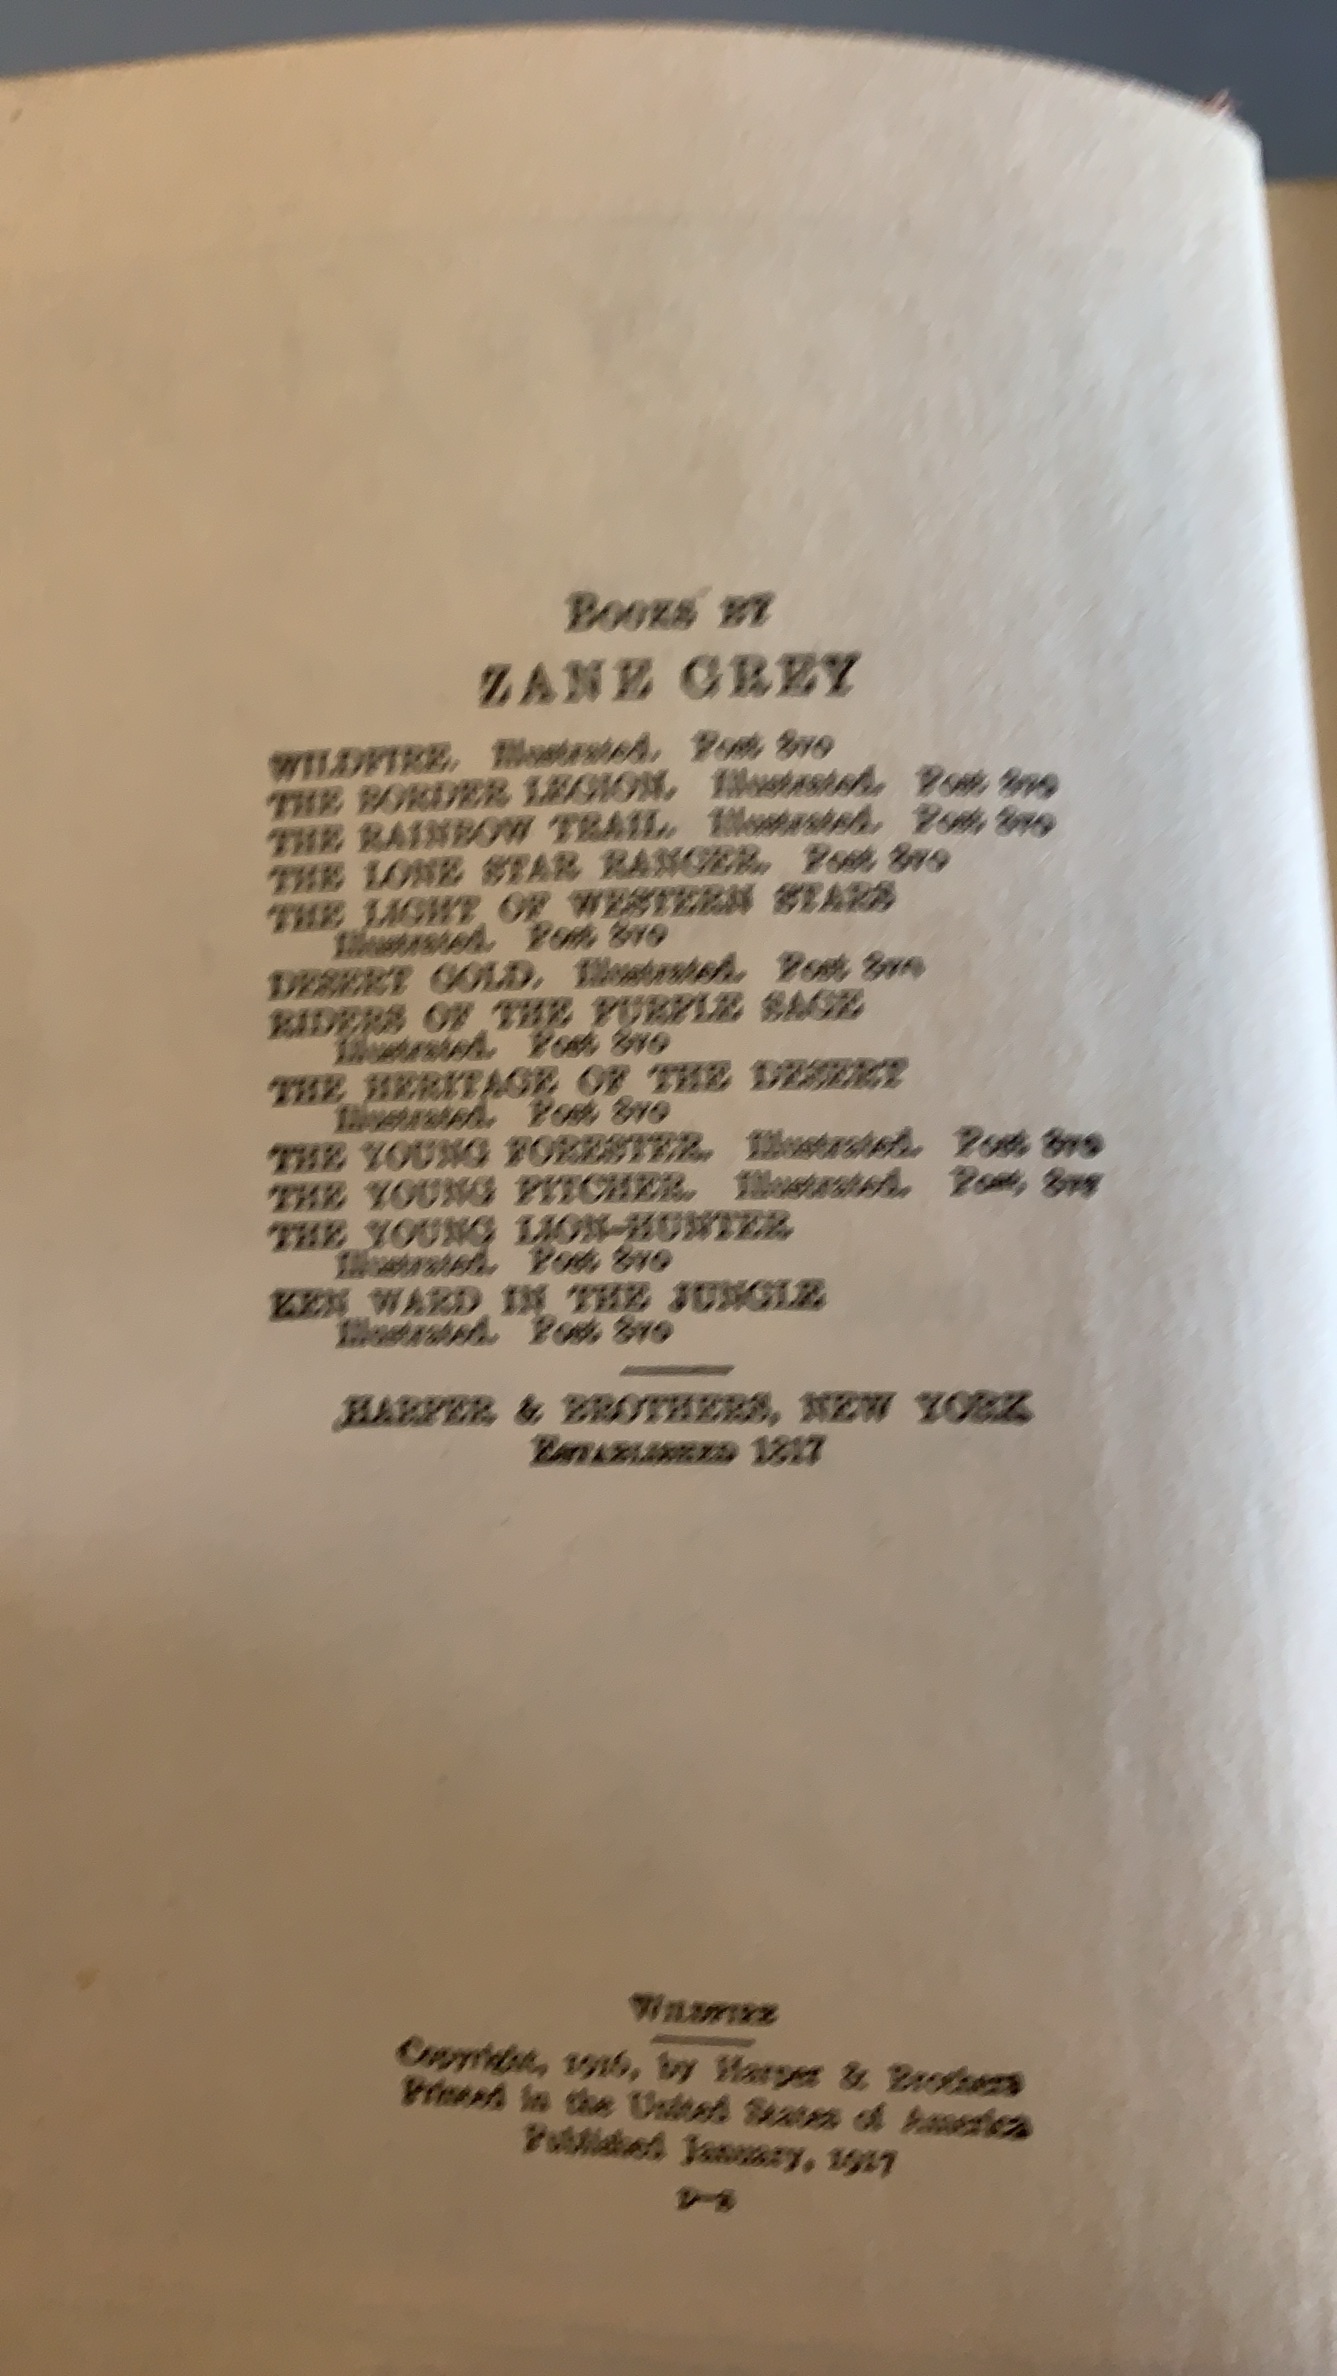 BOOKS BY
ZANE GREY
WILDFIRE. Illustrated. Post 8vo
THE BORDER LEGION. Illustrated. Post 8vo
THE RAINBOW TRAIL. Illustrated. Post 8vo
THE LONE STAR RANGER. Post 8vo
THE LIGHT OF WESTERN STARS
Illustrated. Post 8vo
DESERT GOLD. Illustrated. Post 8vo
RIDERS OF THE PURPLE SAGE
Illustrated. Post 8vo
THE HERITAGE OF THE DESERT
Illustrated. Post 8vo
THE YOUNG FORESTER. Illustrated. Post 8vo
THE YOUNG PITCHER. Illustrated. Post, 8vo
THE YOUNG LION-HUNTER
Illustrated. Post 8vo
KEN WARD IN THE JUNGLE
Illustrated. Post 8vo
HARPER & BROTHERS, NEW YORK
ESTABLISHED 1817
WILDFIRE
Copyright, 1916, by Harper & Brothers
Printed in the United States of America
Published January, 1917